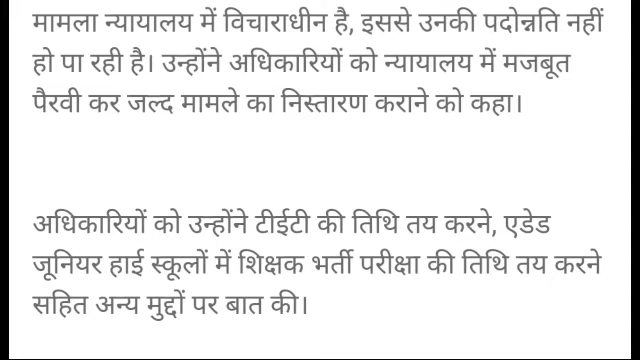 मामला न्यायालय में विचाराधीन है, इससे उनकी पदोन्नति नहीं
हो पा रही है। उन्होंने अधिकारियों को न्यायालय में मजबूत
पैरवी कर जल्द मामले का निस्तारण कराने को कहा।
अधिकारियों को उन्होंने टीईटी की तिथि तय करने, एडेड
जूनियर हाई स्कूलों में शिक्षक भर्ती परीक्षा की तिथि तय करने
सहित अन्य मुद्दों पर बात की।